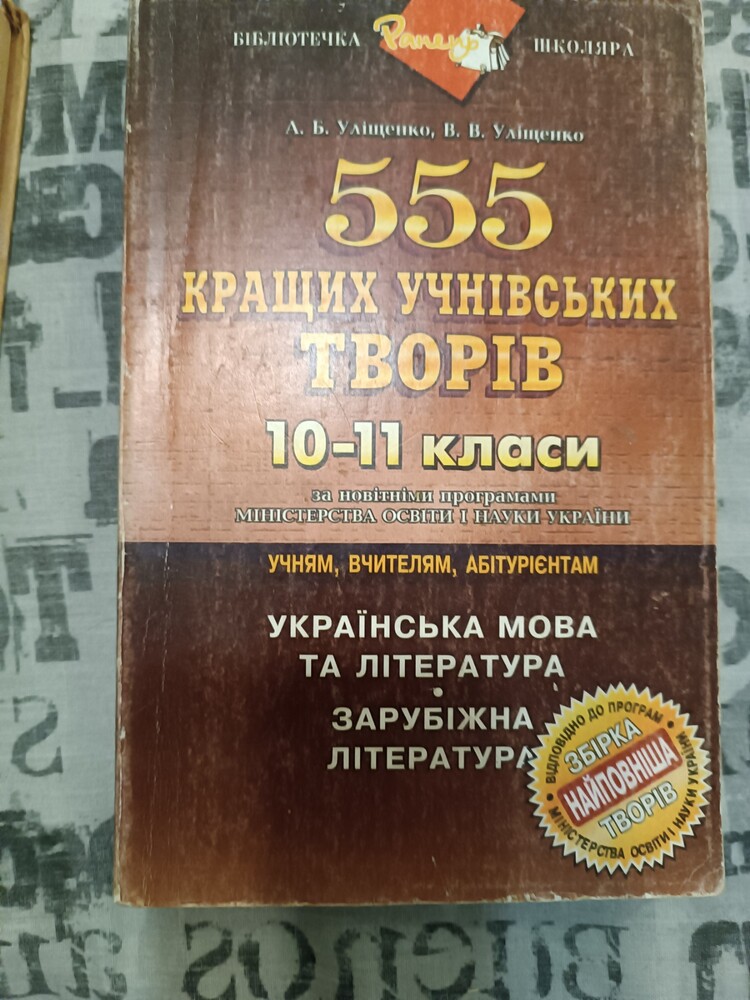 БІБЛІОТЕЧКА Ранец ШКОЛЯРА
А. Б. Уліщенко, В. В. Уліщенко
555
КРАЩИХ УЧНІВСЬКИХ
ТВОРІВ
10-11 класи
за новітніми програмами
МІНІСТЕРСТВА ОСВІТИ І НАУКИ УКРАЇНИ
УЧНЯМ, ВЧИТЕЛЯМ, АБІТУРІЄНТАМ
УКРАЇНСЬКА МОВА
ТА ЛІТЕРАТУРА
•
ЗАРУБІЖНА
ЛІТЕРАТУРА
• ВІДПОВІДНО ДО ПРОГРАМ •
ЗБІРКА
НАЙПОВНІША
ТВОРІВ
МІНІСТЕРСТВА ОСВІТИ І НАУКИ УКРАЇНИ